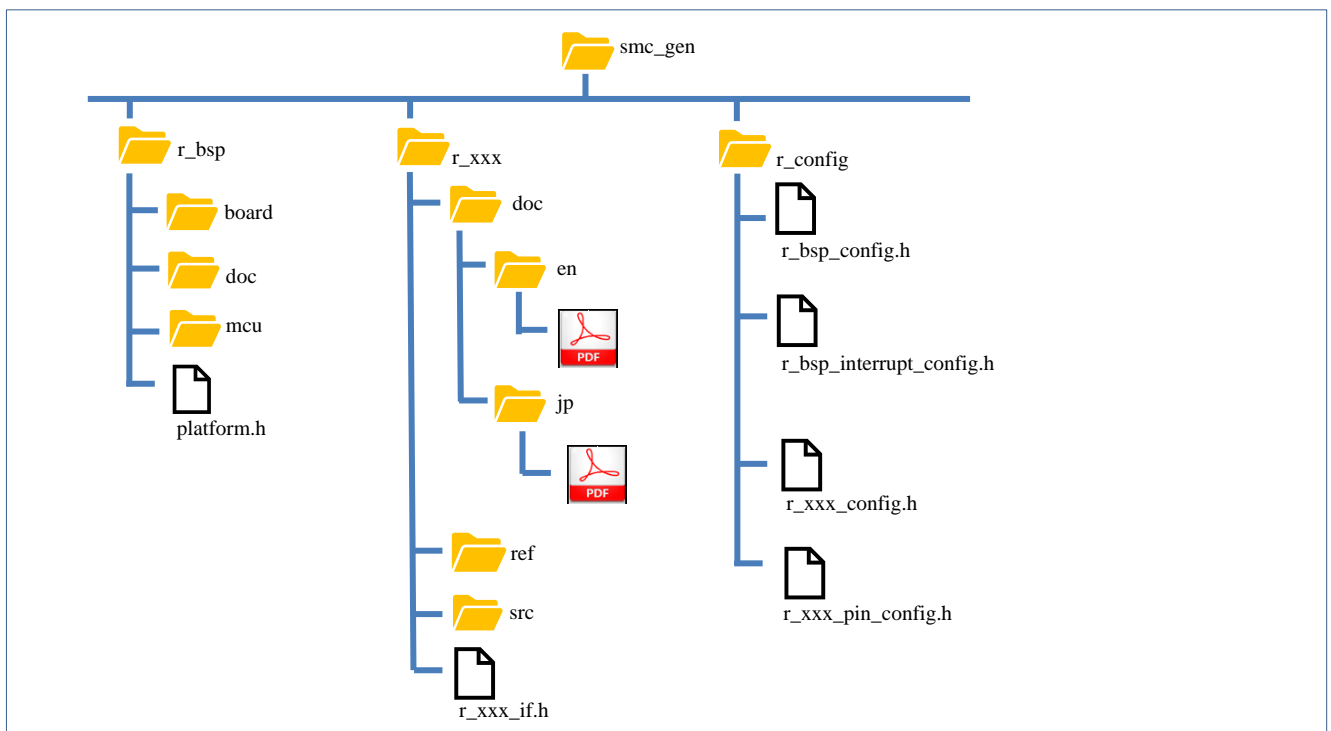 smc_gen
r_bsp
board
doc
mcu
platform.h
r_xxx
doc
en
PDF
jp
PDF
ref
src
r_xxx_if.h
r_config
r_bsp_config.h
r_bsp_interrupt_config.h
r_xxx_config.h
r_xxx_pin_config.h